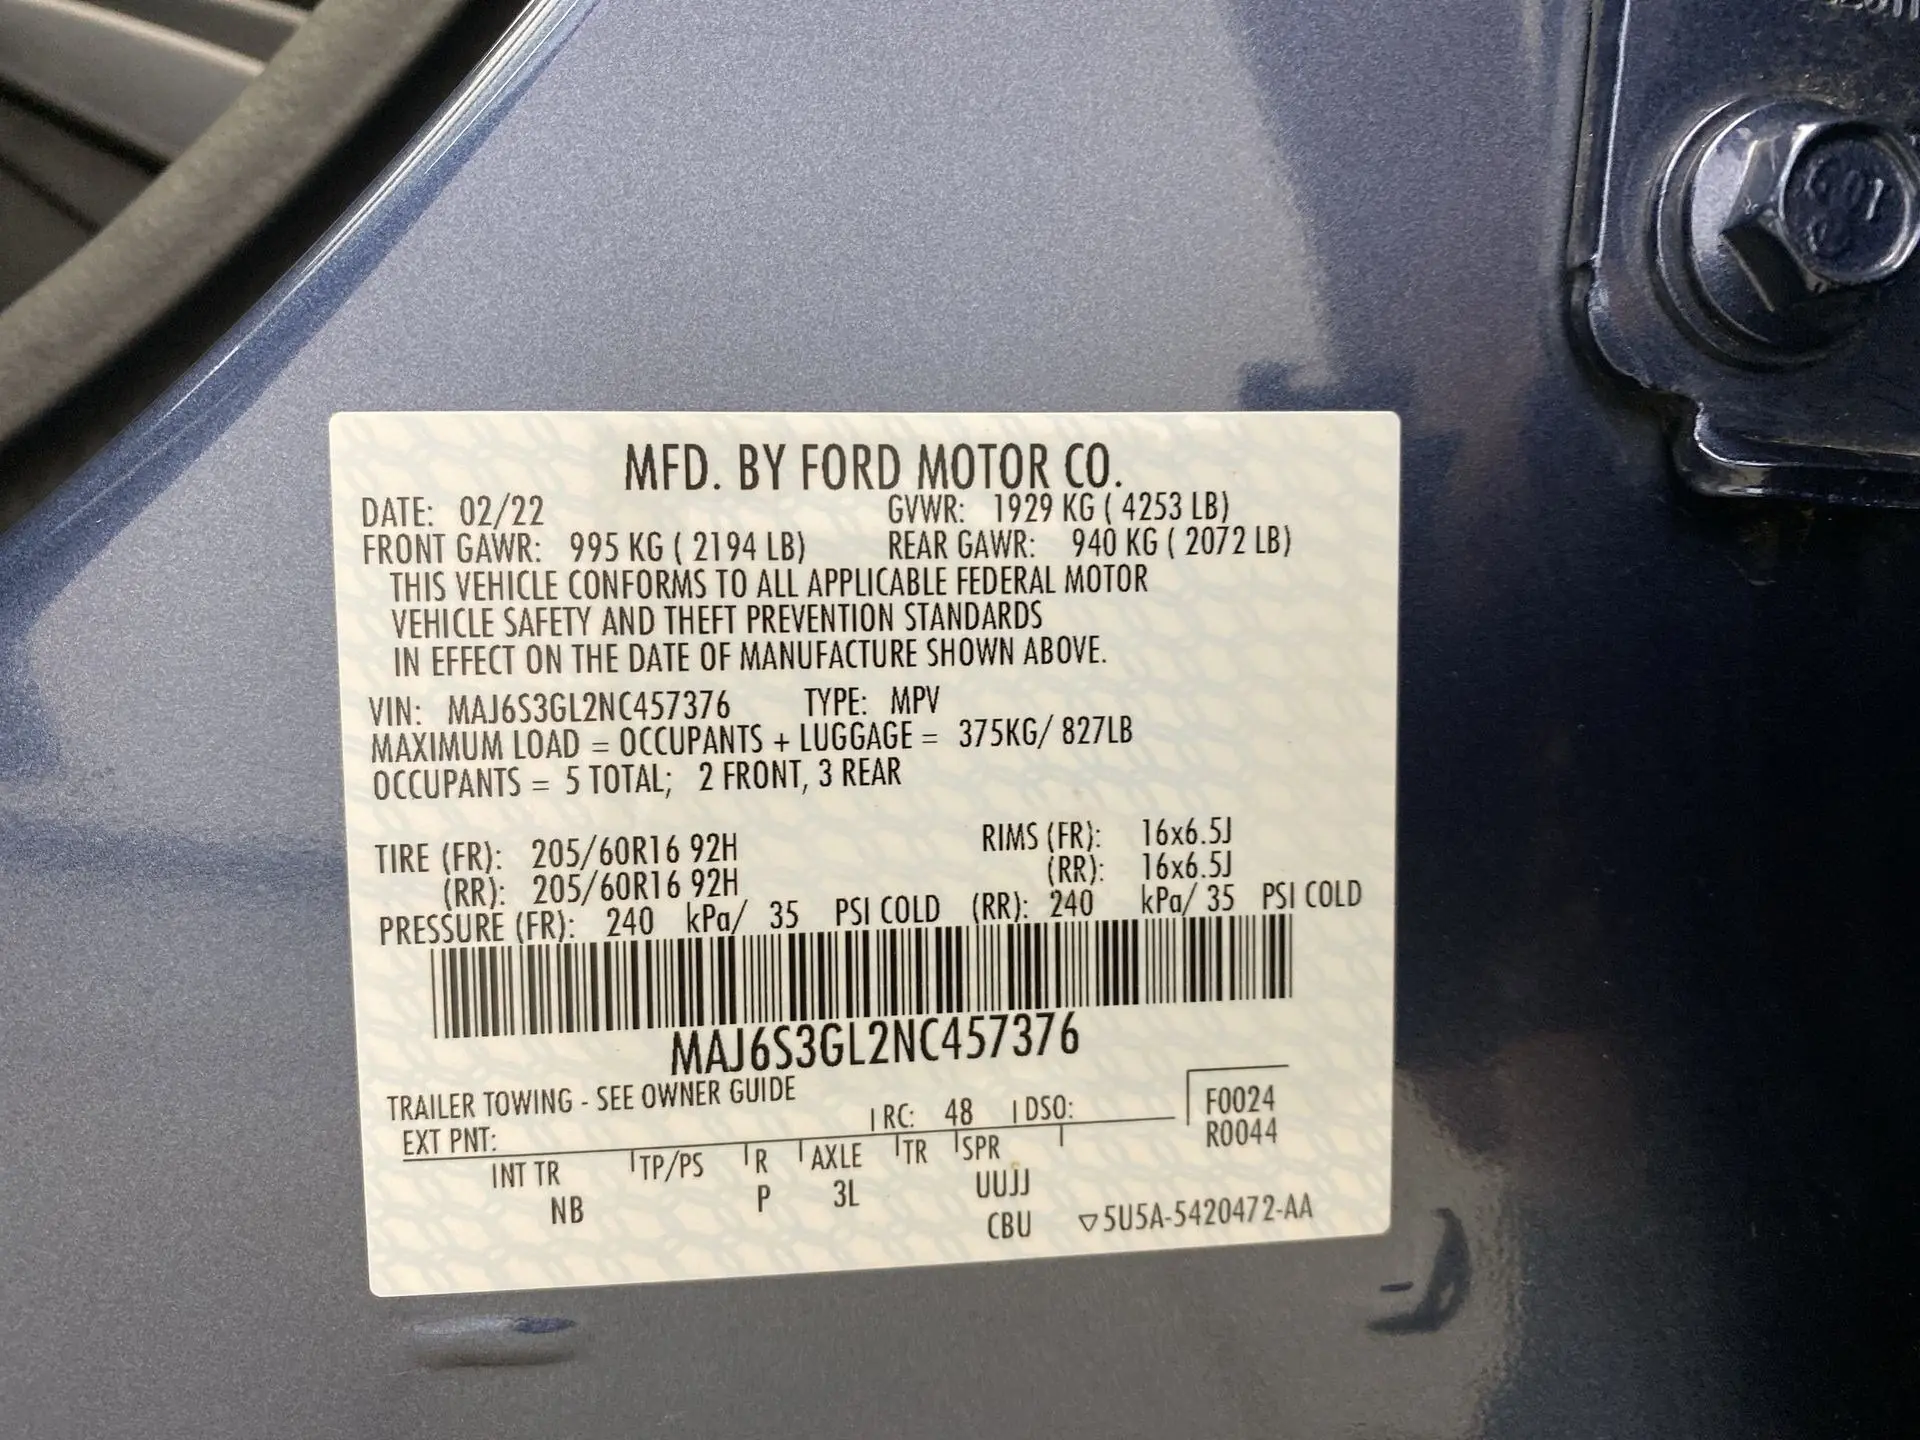 MFD. BY FORD MOTOR CO.
DATE: 02/22 GVWR: 1929 KG ( 4253 LB)
FRONT GAWR: 995 KG ( 2194 LB) REAR GAWR: 940 KG ( 2072 LB)
THIS VEHICLE CONFORMS TO ALL APPLICABLE FEDERAL MOTOR
VEHICLE SAFETY AND THEFT PREVENTION STANDARDS
IN EFFECT ON THE DATE OF MANUFACTURE SHOWN ABOVE.
VIN: MAJ6S3GL2NC457376 TYPE: MPV
MAXIMUM LOAD = OCCUPANTS + LUGGAGE = 375KG/ 827LB
OCCUPANTS = 5 TOTAL; 2 FRONT, 3 REAR
TIRE (FR): 205/60R16 92H RIMS (FR): 16x6.5J
(RR): 205/60R16 92H (RR): 16x6.5J
PRESSURE (FR): 240 kPa/ 35 PSI COLD (RR): 240 kPa/ 35 PSI COLD
MAJ6S3GL2NC457376
TRAILER TOWING - SEE OWNER GUIDE
EXT PNT: RC: 48 DSO: F0024
R0044
INT TR TP/PS R AXLE TR SPR
NB P 3L UUJJ
CBU ▽5U5A-5420472-AA